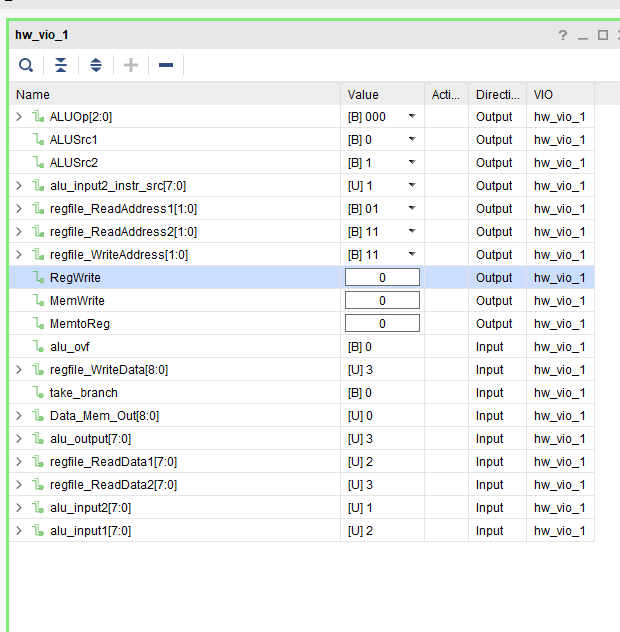 hw_vio_1
Name Value Acti... Directi... VIO
ALUOp[2:0] [B] 000 Output hw_vio_1
ALUSrc1 [B] 0 Output hw_vio_1
ALUSrc2 [B] 1 Output hw_vio_1
alu_input2_instr_src[7:0] [U] 1 Output hw_vio_1
regfile_ReadAddress1[1:0] [B] 01 Output hw_vio_1
regfile_ReadAddress2[1:0] [B] 11 Output hw_vio_1
regfile_WriteAddress[1:0] [B] 11 Output hw_vio_1
RegWrite 0 Output hw_vio_1
MemWrite 0 Output hw_vio_1
MemtoReg 0 Output hw_vio_1
alu_ovf [B] 0 Input hw_vio_1
regfile_WriteData[8:0] [U] 3 Input hw_vio_1
take_branch [B] 0 Input hw_vio_1
Data_Mem_Out[8:0] [U] 0 Input hw_vio_1
alu_output[7:0] [U] 3 Input hw_vio_1
regfile_ReadData1[7:0] [U] 2 Input hw_vio_1
regfile_ReadData2[7:0] [U] 3 Input hw_vio_1
alu_input2[7:0] [U] 1 Input hw_vio_1
alu_input1[7:0] [U] 2 Input hw_vio_1